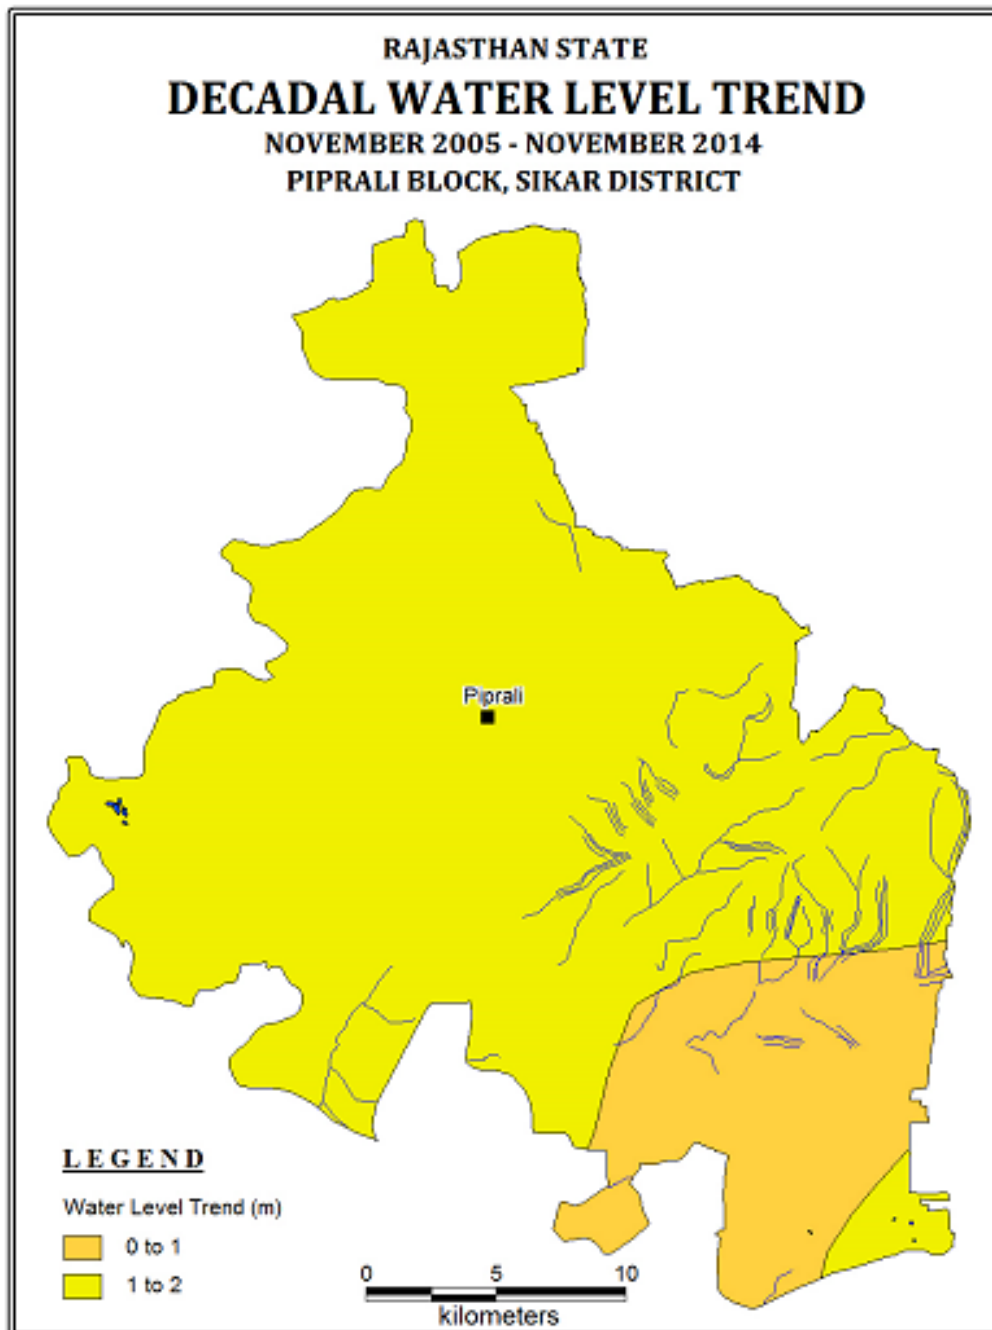 RAJASTHAN STATE
DECADAL WATER LEVEL TREND
NOVEMBER 2005 - NOVEMBER 2014
PIPRALI BLOCK, SIKAR DISTRICT
Piprali
LEGEND
Water Level Trend (m)
0 to 1
1 to 2
0 5 10
kilometers